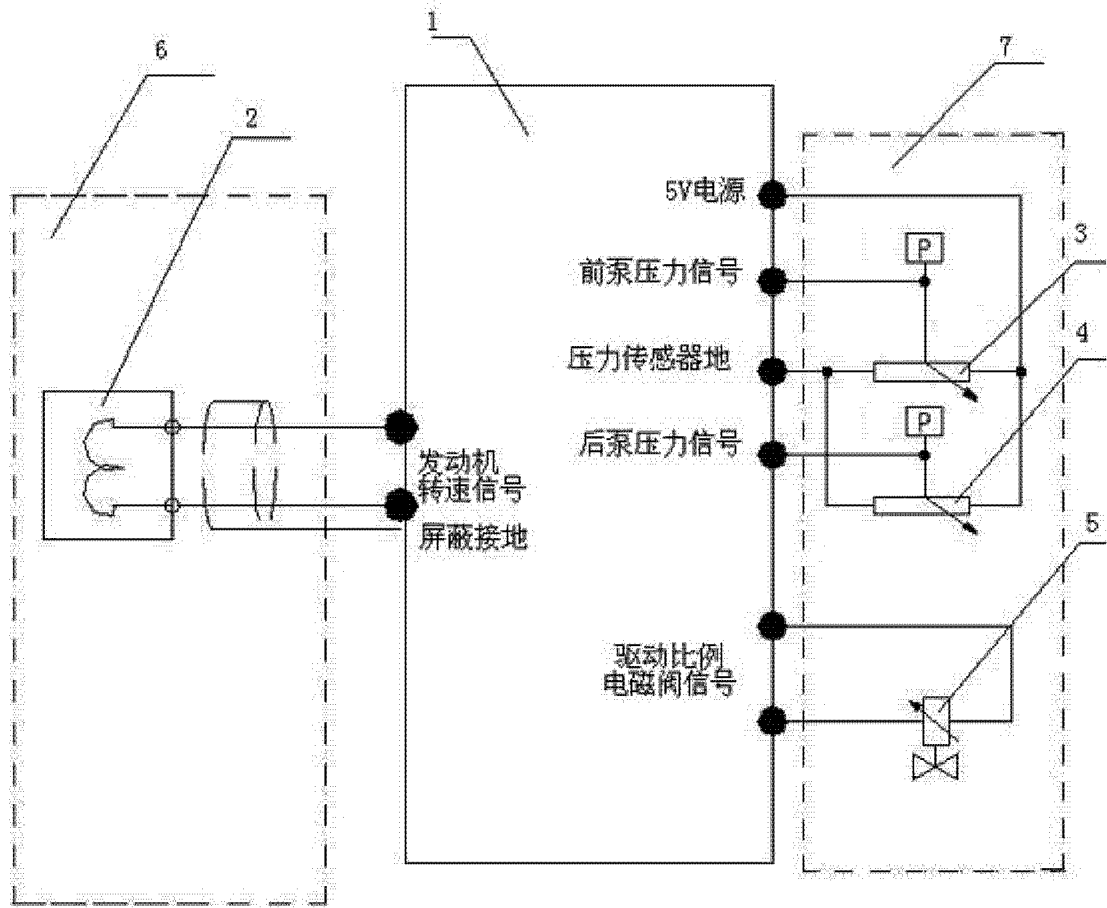 1
6
7
2
5V电源
3
P
前泵压力信号
4
压力传感器地
P
后泵压力信号
发动机
转速信号
5
屏蔽接地
驱动比例
电磁阀信号